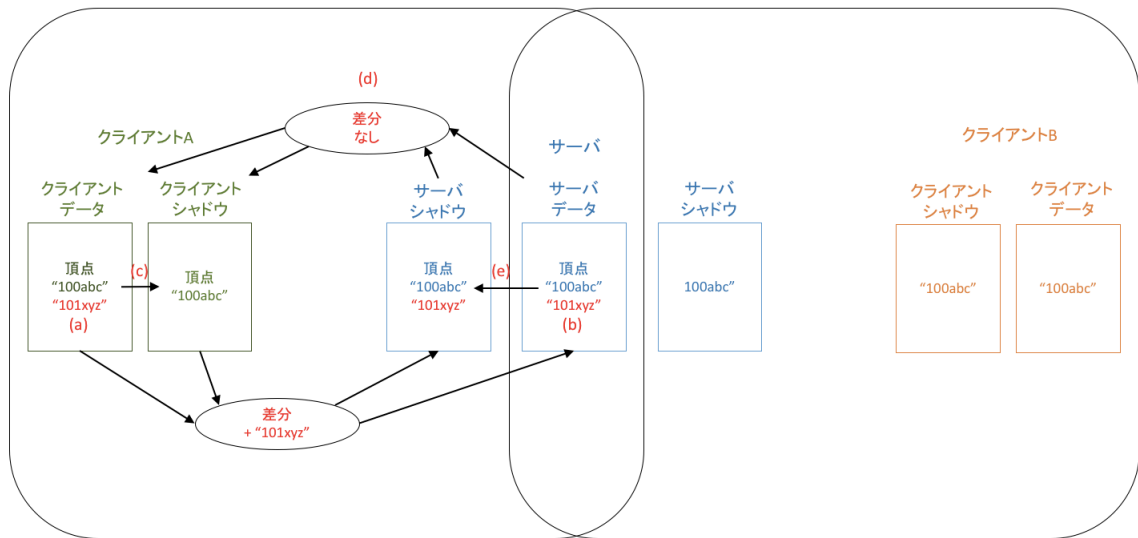 (d)
差分
なし
クライアントA
サーバ
クライアントB
クライアント
データ
クライアント
シャドウ
サーバ
シャドウ
サーバ
データ
サーバ
シャドウ
クライアント
シャドウ
クライアント
データ
頂点
“100abc”
“101xyz”
(a)
(c)
頂点
“100abc”
頂点
“100abc”
“101xyz”
(e)
頂点
“100abc”
“101xyz”
(b)
100abc”
“100abc”
“100abc”
差分
+ “101xyz”